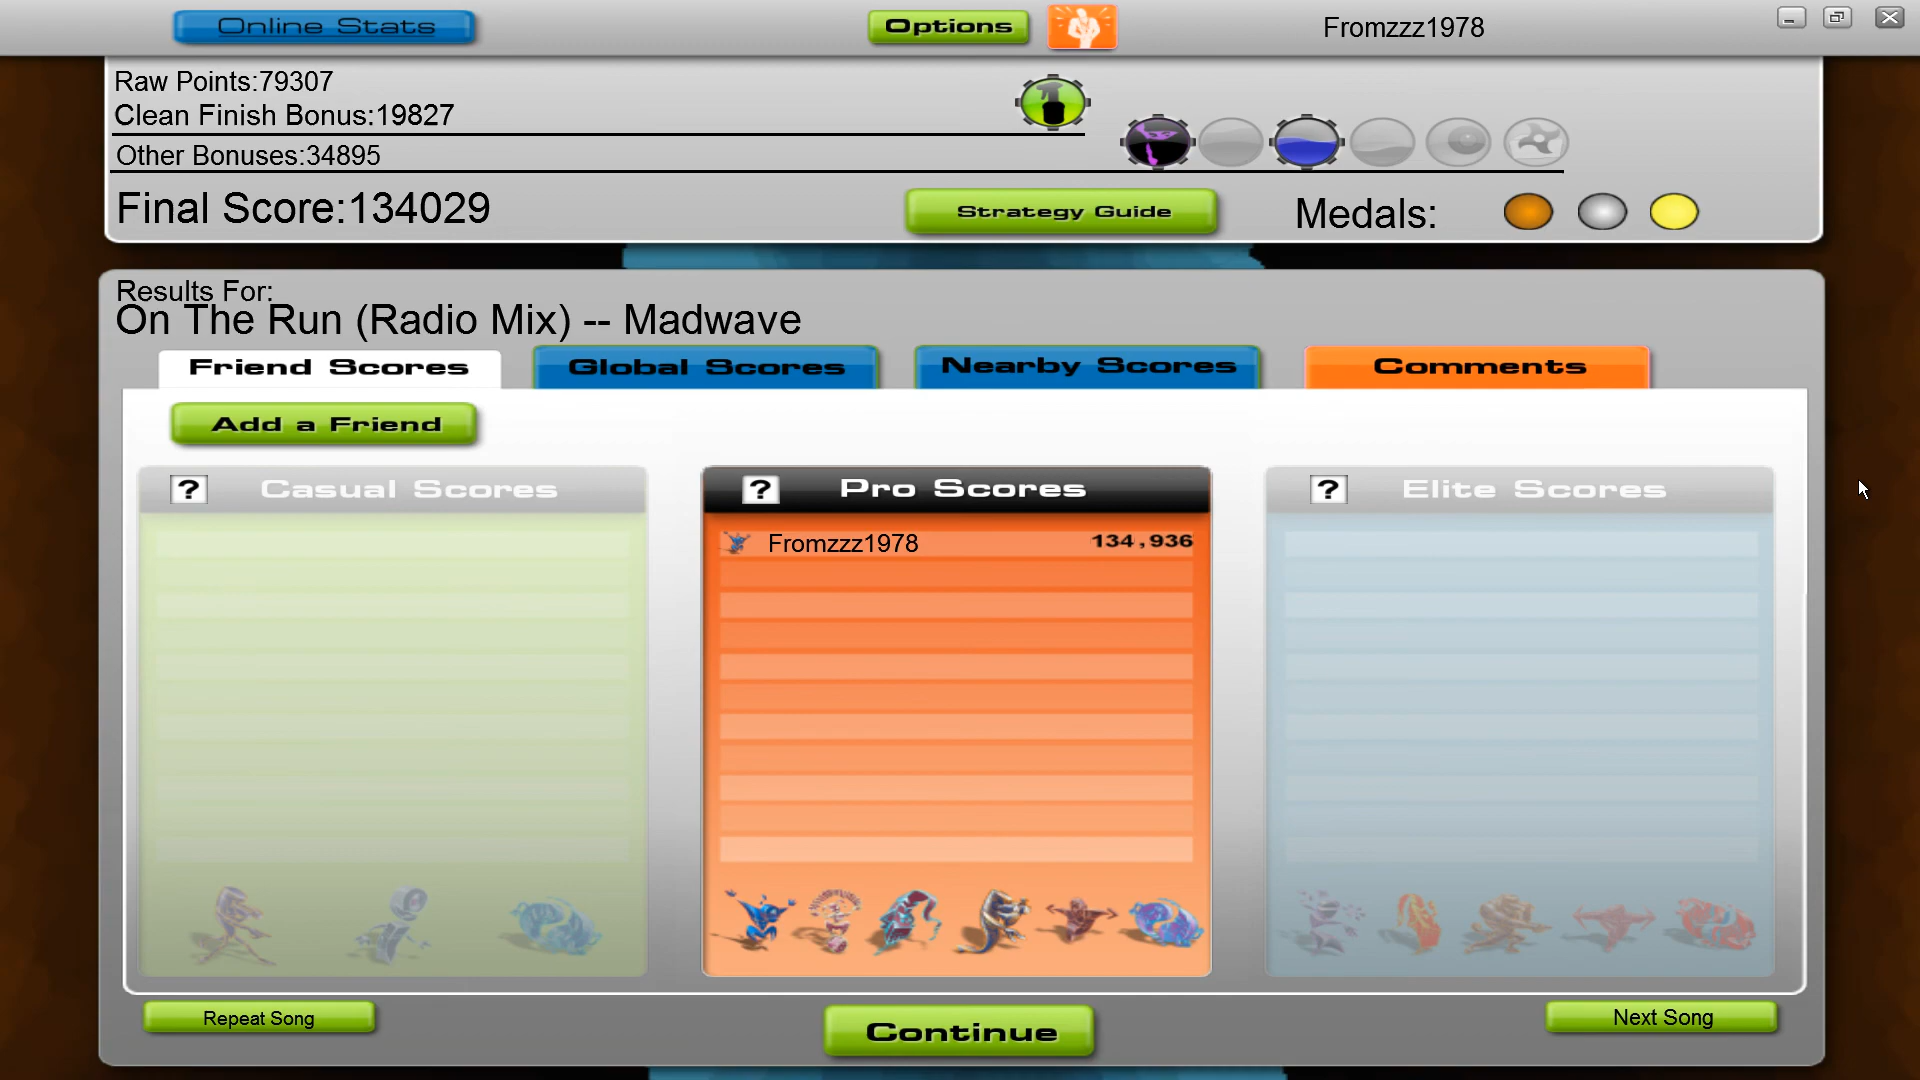 Online Stats
Options
Fromzzz1978
Raw Points:79307
Clean Finish Bonus:19827
Other Bonuses:34895
Final Score:134029
Strategy Guide
Medals:
Results For:
On The Run (Radio Mix) -- Madwave
Friend Scores
Global Scores
Nearby Scores
Comments
Add a Friend
? Casual Scores
? Pro Scores
? Elite Scores
Fromzzz1978 134,936
Repeat Song
Continue
Next Song